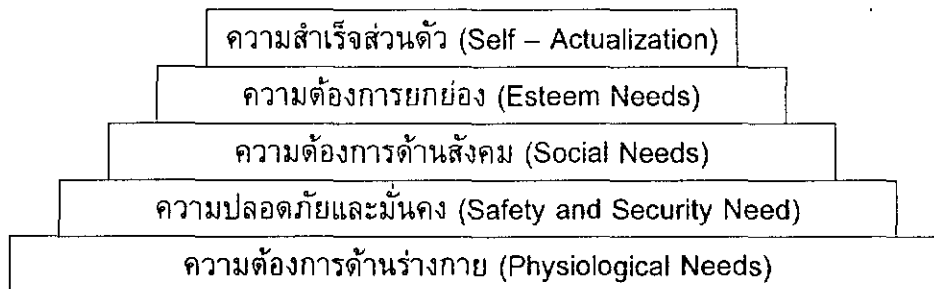 ความสำเร็จส่วนตัว (Self – Actualization)
ความต้องการยกย่อง (Esteem Needs)
ความต้องการด้านสังคม (Social Needs)
ความปลอดภัยและมั่นคง (Safety and Security Need)
ความต้องการด้านร่างกาย (Physiological Needs)